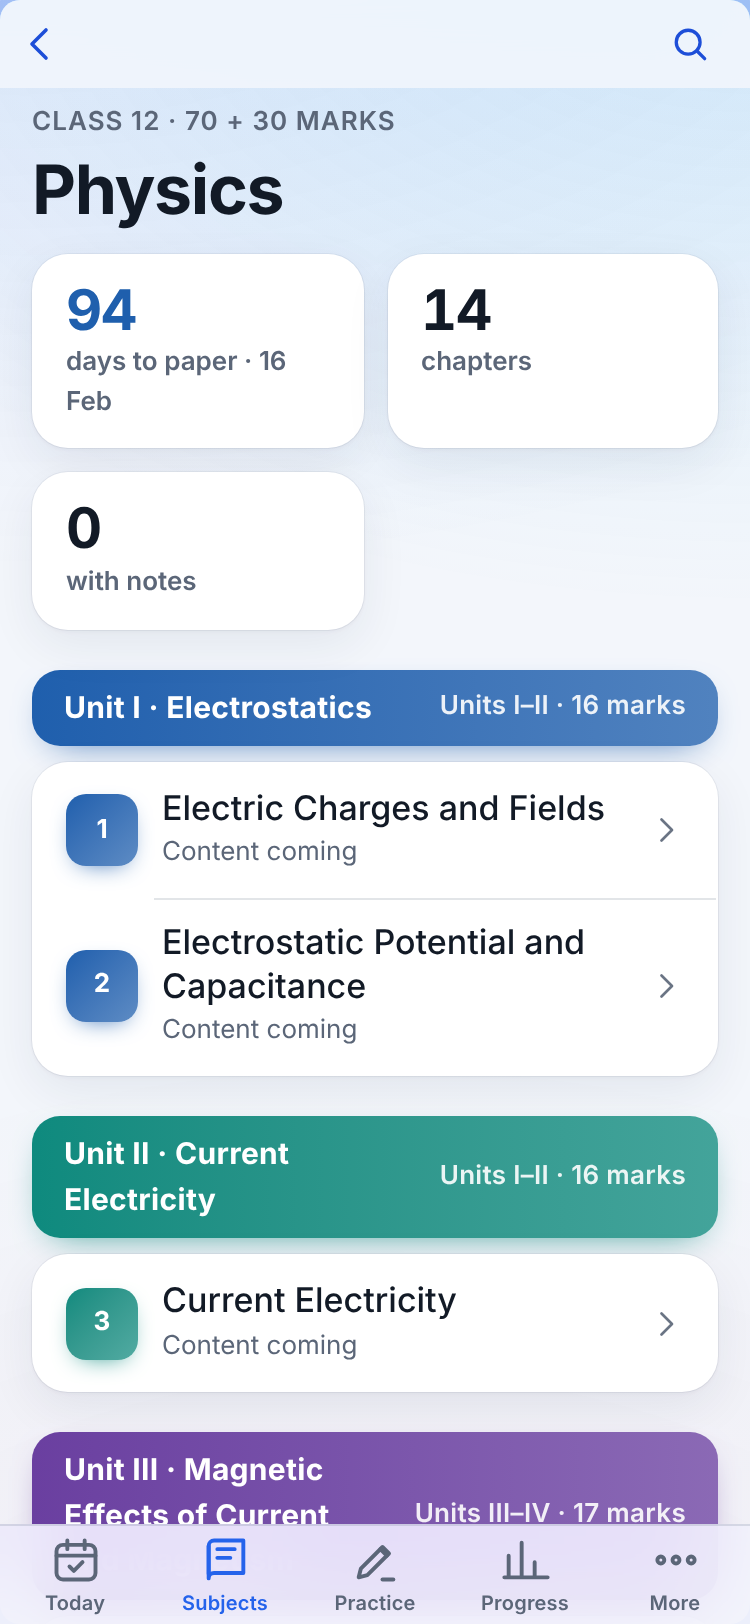 CLASS 12 · 70 + 30 MARKS
Physics
94
days to paper · 16
Feb
14
chapters
0
with notes
Unit I · Electrostatics
Units I–II · 16 marks
1
Electric Charges and Fields
Content coming
2
Electrostatic Potential and
Capacitance
Content coming
Unit II · Current
Electricity
Units I–II · 16 marks
3
Current Electricity
Content coming
Unit III · Magnetic
Effects of Current
Units III–IV · 17 marks
Today
Subjects
Practice
Progress
More